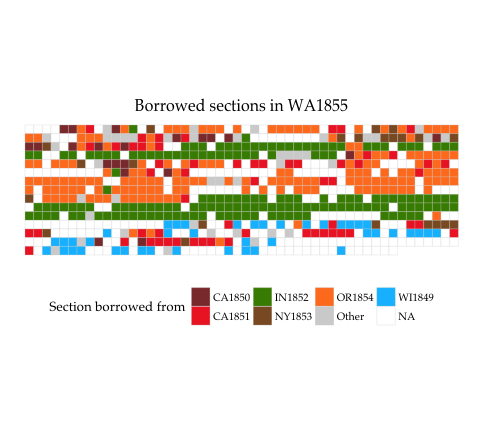 Borrowed sections in WA1855
Section borrowed from
CA1850 IN1852 OR1854 WI1849
CA1851 NY1853 Other NA